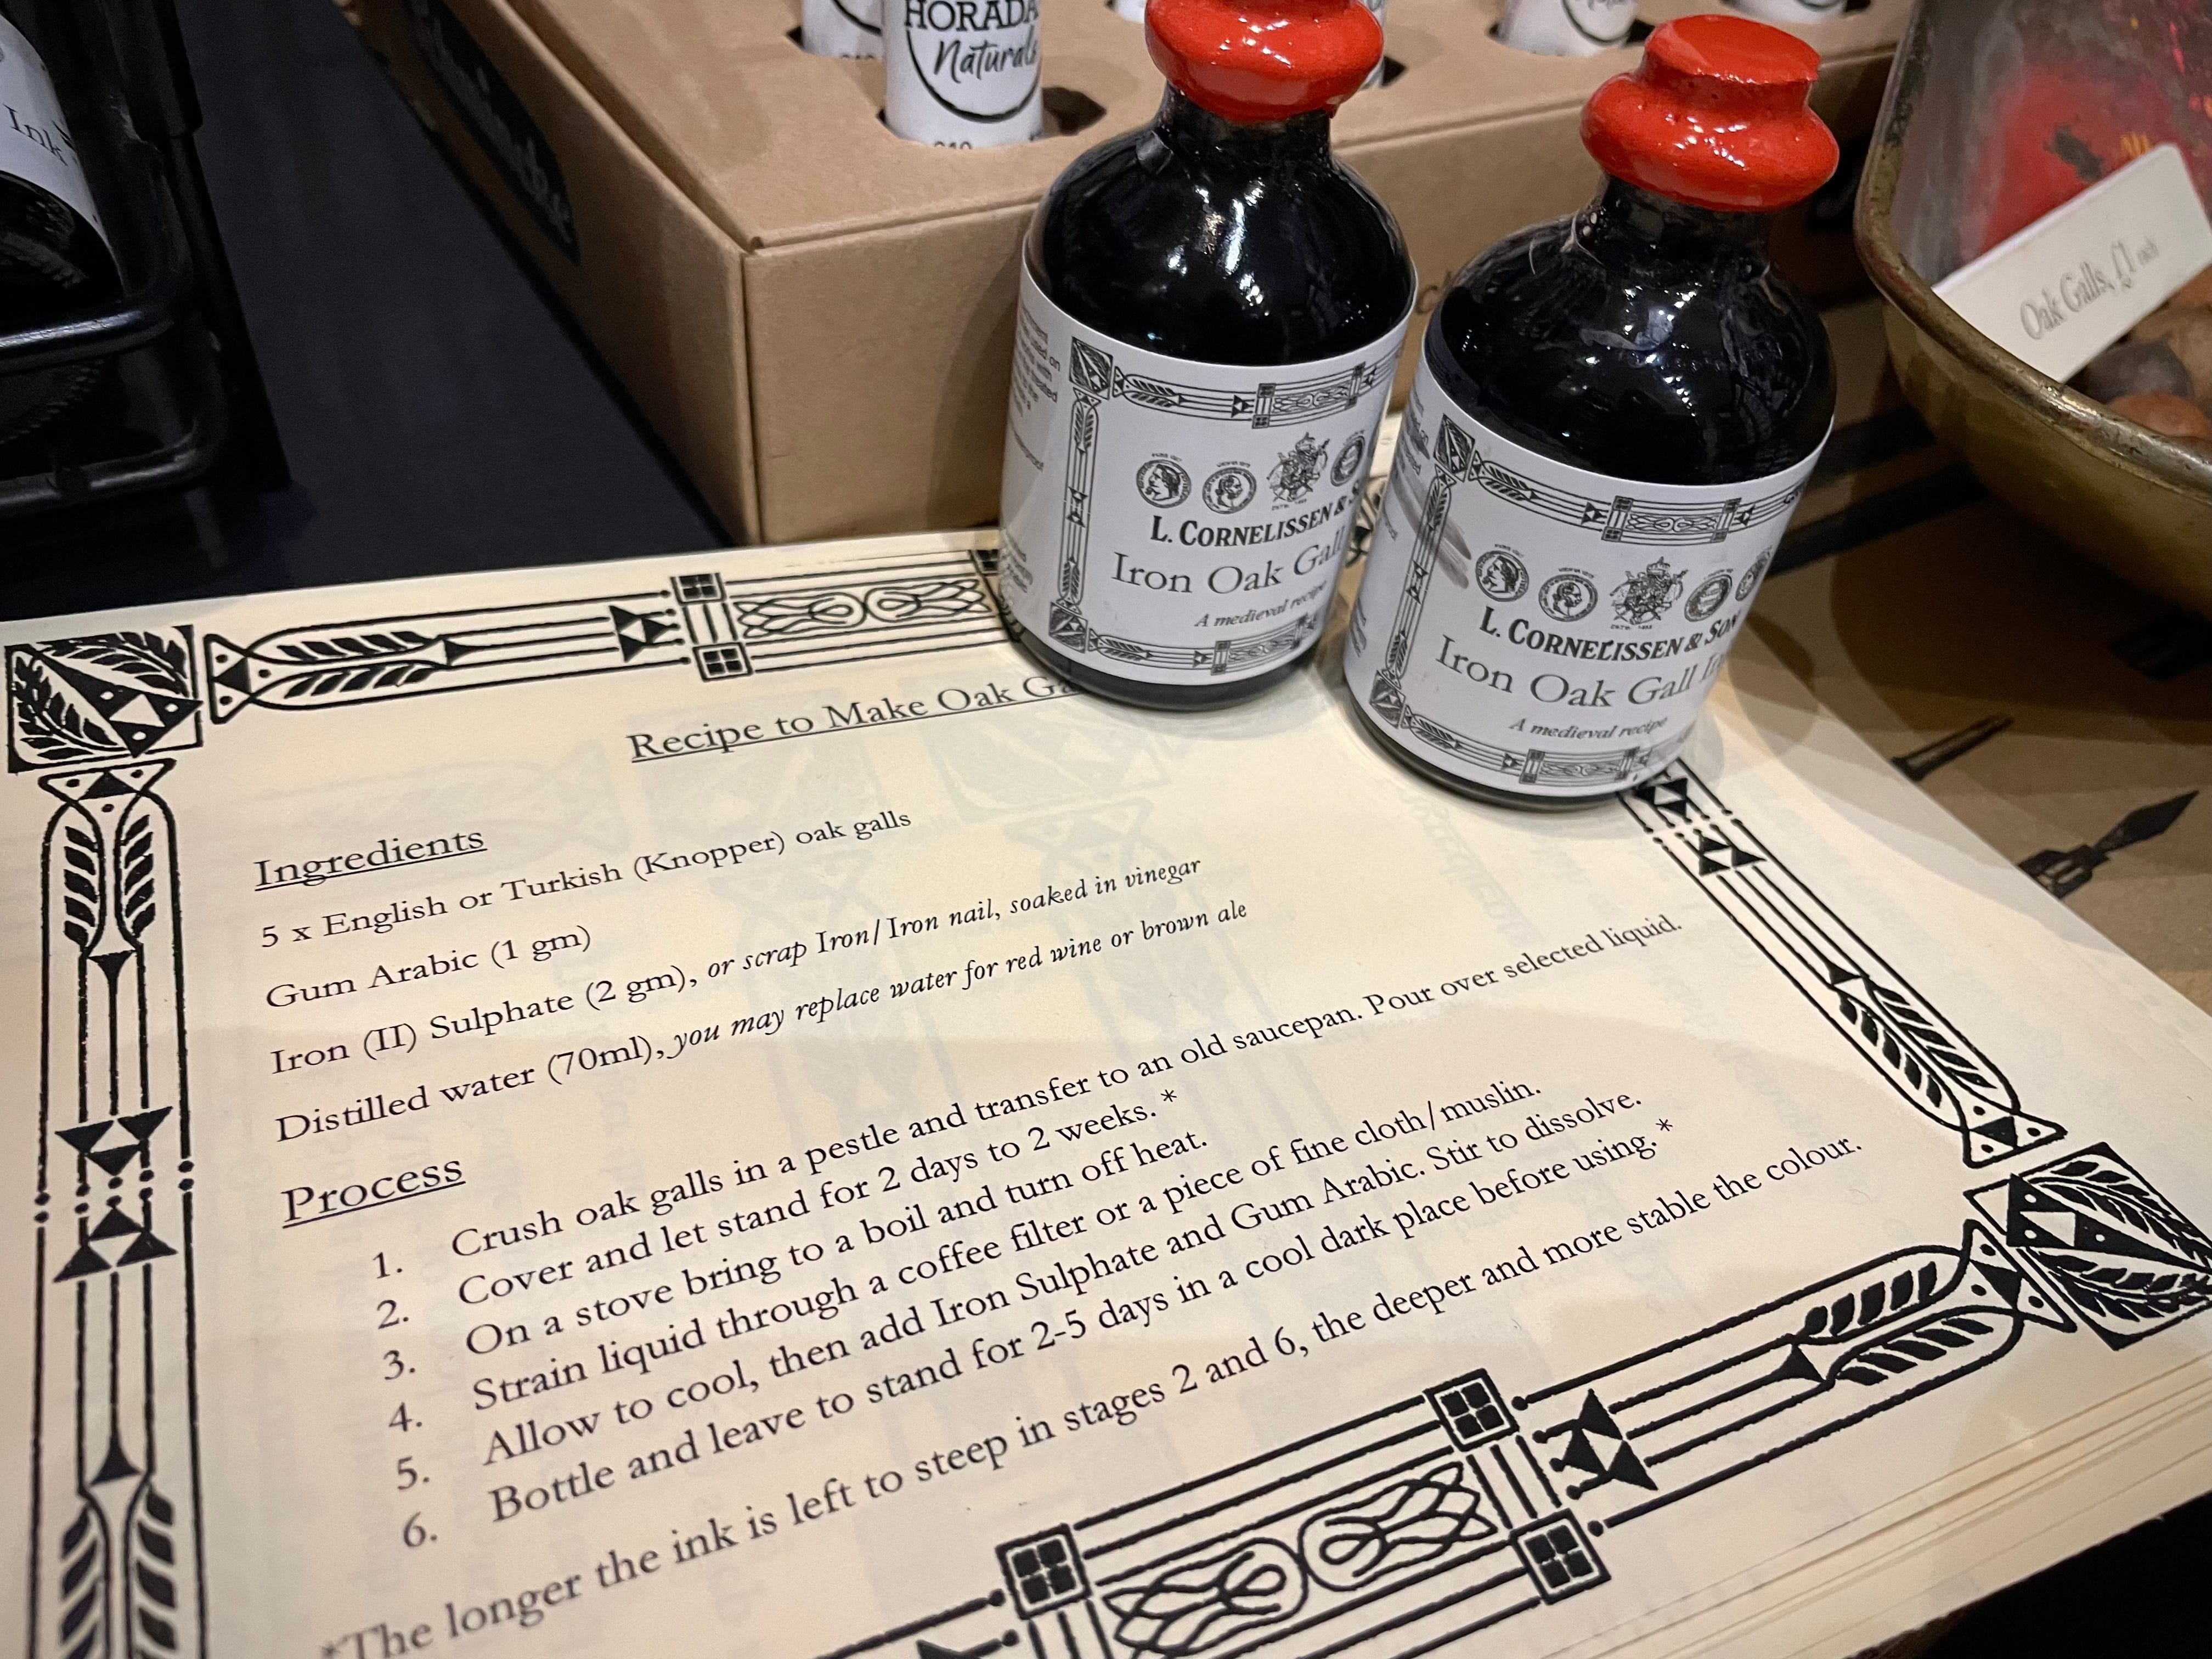 Ink
HORADA
Naturals
Oak Galls, £1 each
L. CORNELISSEN &
Iron Oak Gall
A medieval recipe
L. CORNELISSEN & SON
Iron Oak Gall
A medieval recipe
Recipe to Make Oak
Ingredients
5 x English or Turkish (Knopper) oak galls
Gum Arabic (1 gm)
Iron (II) Sulphate (2 gm), or scrap Iron/Iron nail, soaked in vinegar
Distilled water (70ml), you may replace water for red wine or brown ale
Process
1. Crush oak galls in a pestle and transfer to an old saucepan. Pour over selected liquid.
2. Cover and let stand for 2 days to 2 weeks.*
3. On a stove bring to a boil and turn off heat.
4. Strain liquid through a coffee filter or a piece of fine cloth/muslin.
5. Allow to cool, then add Iron Sulphate and Gum Arabic. Stir to dissolve.
6. Bottle and leave to stand for 2-5 days in a cool dark place before using.*
*The longer the ink is left to steep in stages 2 and 6, the deeper and more stable the colour.